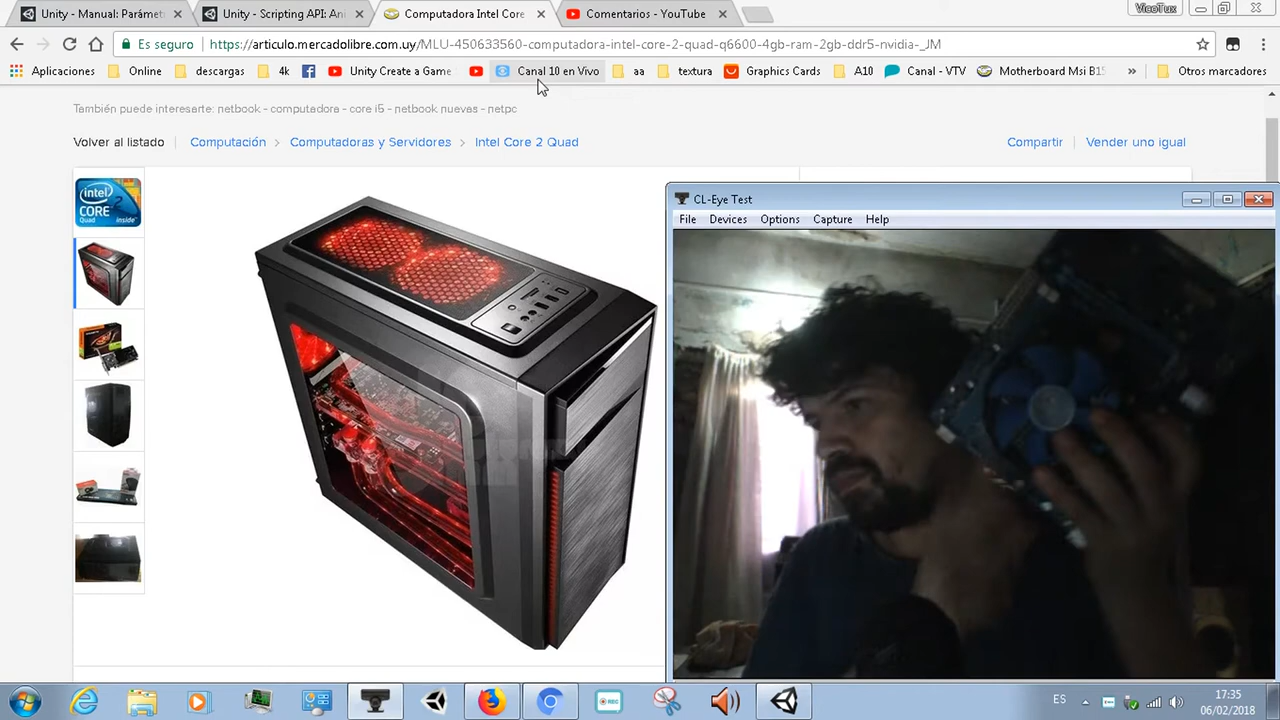 Unity - Manual: Parámet
Unity - Scripting API: Ani
Computadora Intel Core
Comentarios - YouTube
VicoTux
Es seguro
https://articulo.mercadolibre.com.uy/MLU-450633560-computadora-intel-core-2-quad-q6600-4gb-ram-2gb-ddr5-nvidia-_JM
Aplicaciones
Online
descargas
4k
Unity Create a Game
Canal 10 en Vivo
aa
textura
Graphics Cards
A10
Canal - VTV
Motherboard Msi B15
»
Otros marcadores
También puede interesarte: netbook - computadora - core i5 - netbook nuevas - netpc
Volver al listado
Computación
Computadoras y Servidores
Intel Core 2 Quad
Compartir
Vender uno igual
intel
CORE 2
Quad inside
CL-Eye Test
File Devices Options Capture Help
REC
ES
17:35
06/02/2018